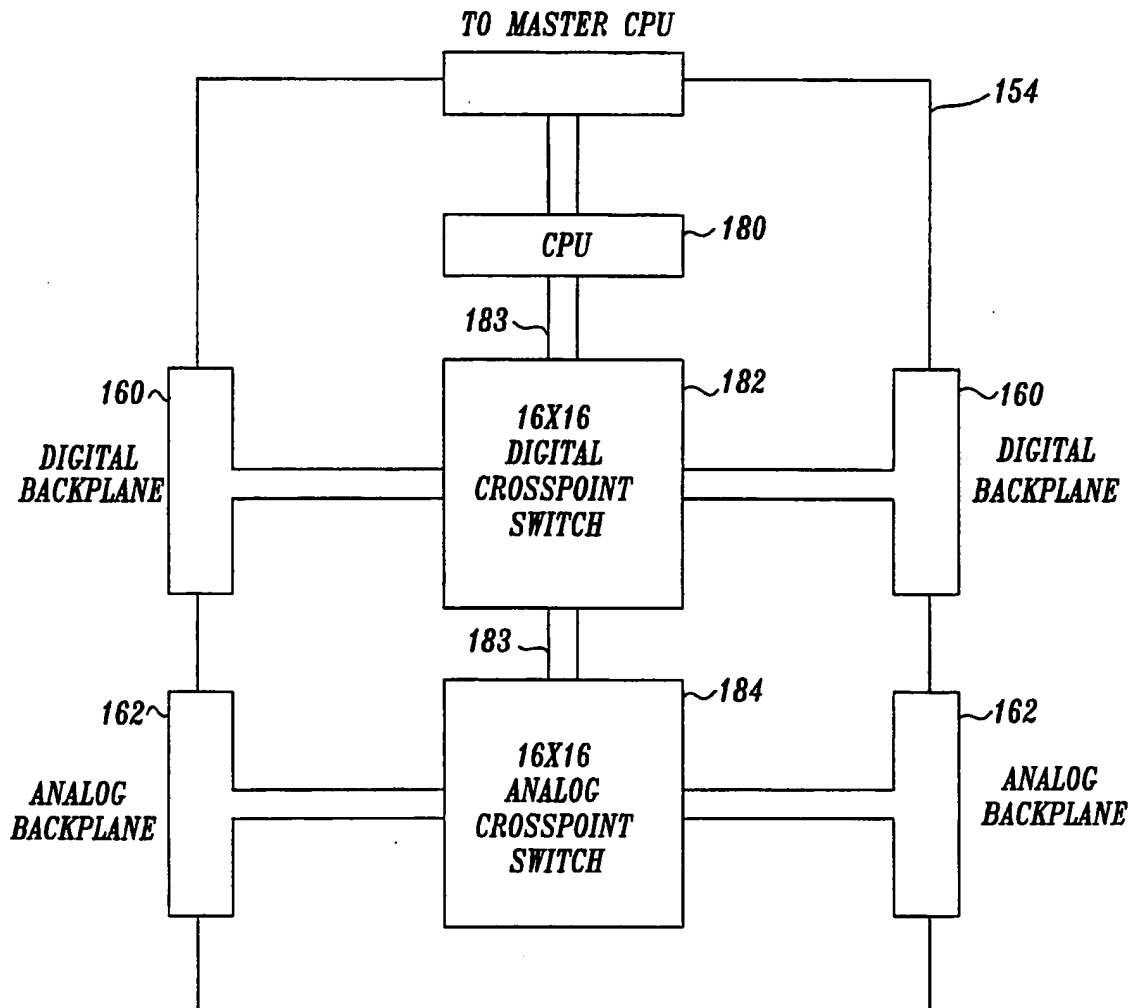 TO MASTER CPU
154
CPU
180
183
160
182
160
16X16
DIGITAL
CROSSPOINT
SWITCH
DIGITAL
BACKPLANE
DIGITAL
BACKPLANE
183
162
184
162
16X16
ANALOG
CROSSPOINT
SWITCH
ANALOG
BACKPLANE
ANALOG
BACKPLANE